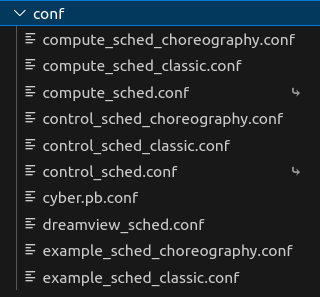 conf
compute_sched_choreography.conf
compute_sched_classic.conf
compute_sched.conf
control_sched_choreography.conf
control_sched_classic.conf
control_sched.conf
cyber.pb.conf
dreamview_sched.conf
example_sched_choreography.conf
example_sched_classic.conf